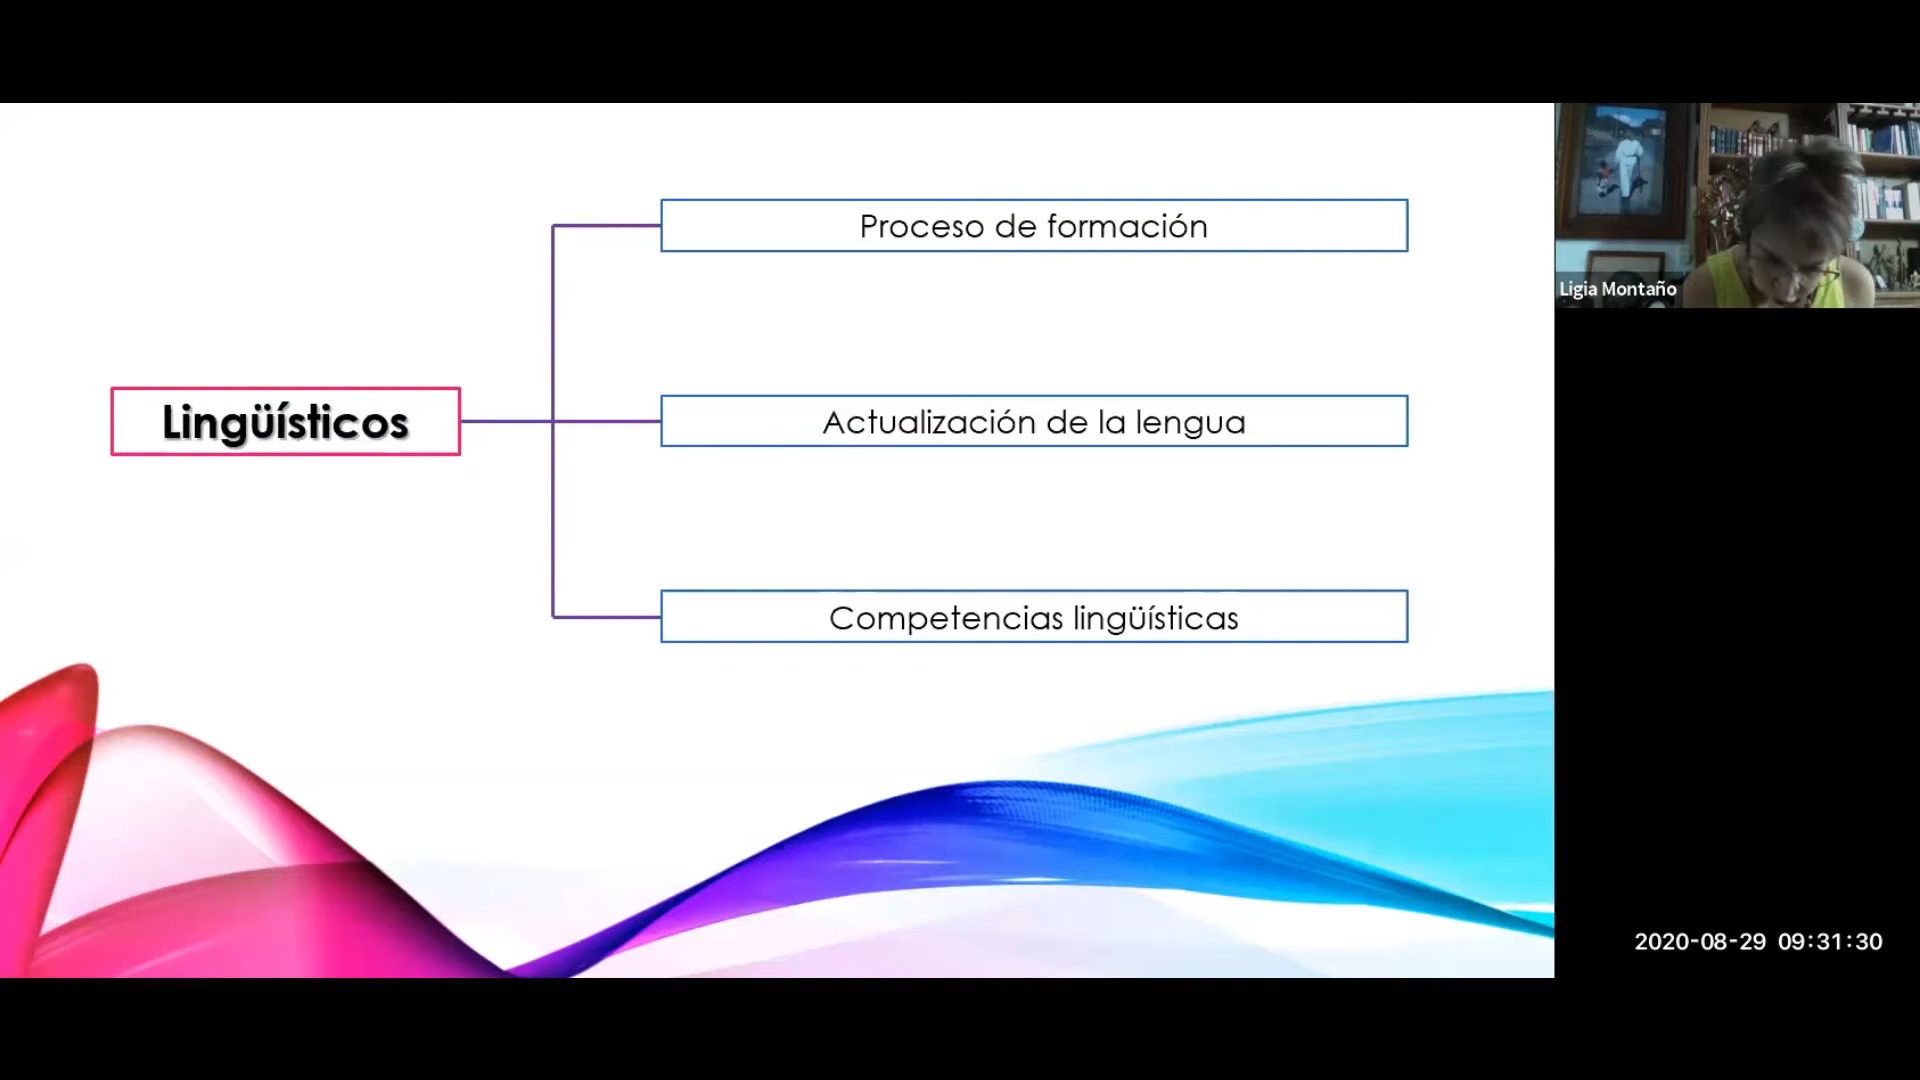 Proceso de formación
Lingüísticos
Actualización de la lengua
Competencias lingüísticas
Ligia Montaño
2020-08-29 09:31:30